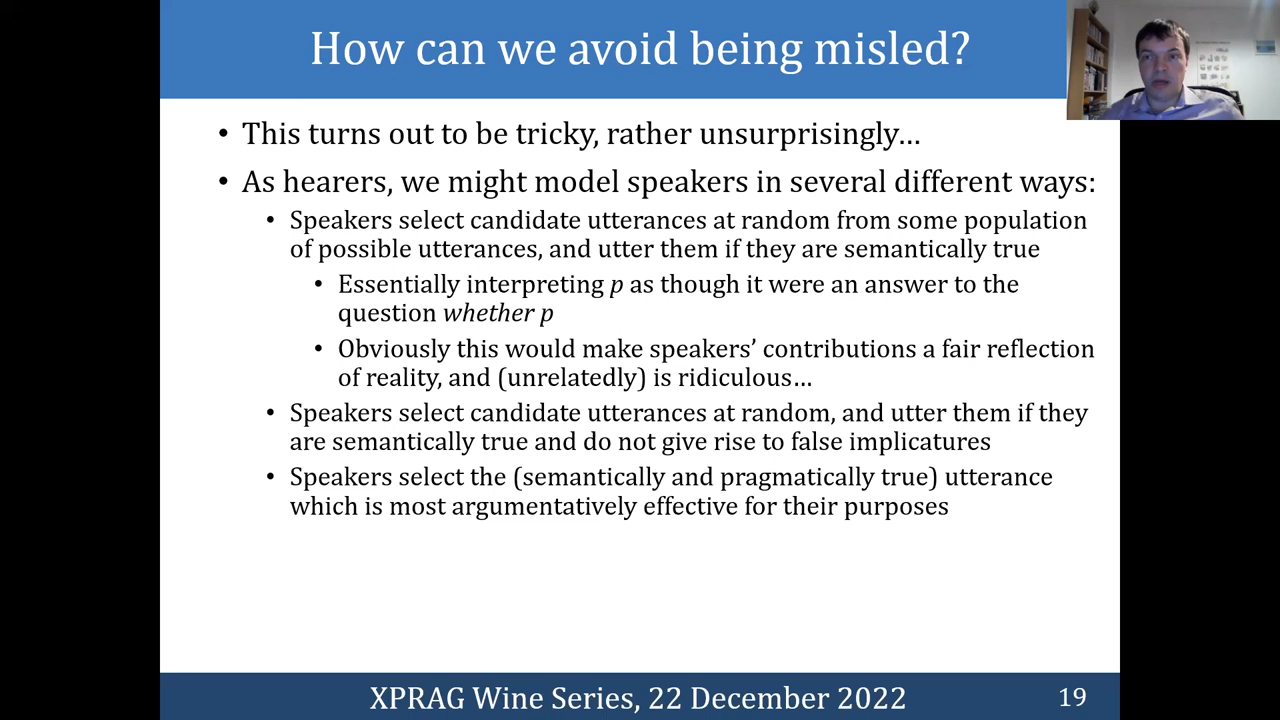 How can we avoid being misled?
• This turns out to be tricky, rather unsurprisingly…
• As hearers, we might model speakers in several different ways:
• Speakers select candidate utterances at random from some population
of possible utterances, and utter them if they are semantically true
• Essentially interpreting p as though it were an answer to the
question whether p
• Obviously this would make speakers’ contributions a fair reflection
of reality, and (unrelatedly) is ridiculous…
• Speakers select candidate utterances at random, and utter them if they
are semantically true and do not give rise to false implicatures
• Speakers select the (semantically and pragmatically true) utterance
which is most argumentatively effective for their purposes
XPRAG Wine Series, 22 December 2022
19